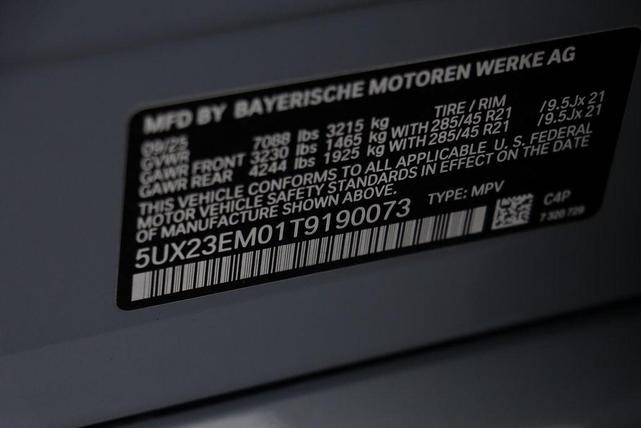 MFD BY BAYERISCHE MOTOREN WERKE AG
09/25 TIRE / RIM
GVWR 7088 lbs 3215 kg
GAWR FRONT 3230 lbs 1465 kg WITH 285/45 R21 /9.5Jx 21
GAWR REAR 4244 lbs 1925 kg WITH 285/45 R21 /9.5Jx 21
THIS VEHICLE CONFORMS TO ALL APPLICABLE U. S. FEDERAL
MOTOR VEHICLE SAFETY STANDARDS IN EFFECT ON THE DATE
OF MANUFACTURE SHOWN ABOVE.
5UX23EM01T9190073 TYPE: MPV C4P
7 320 729